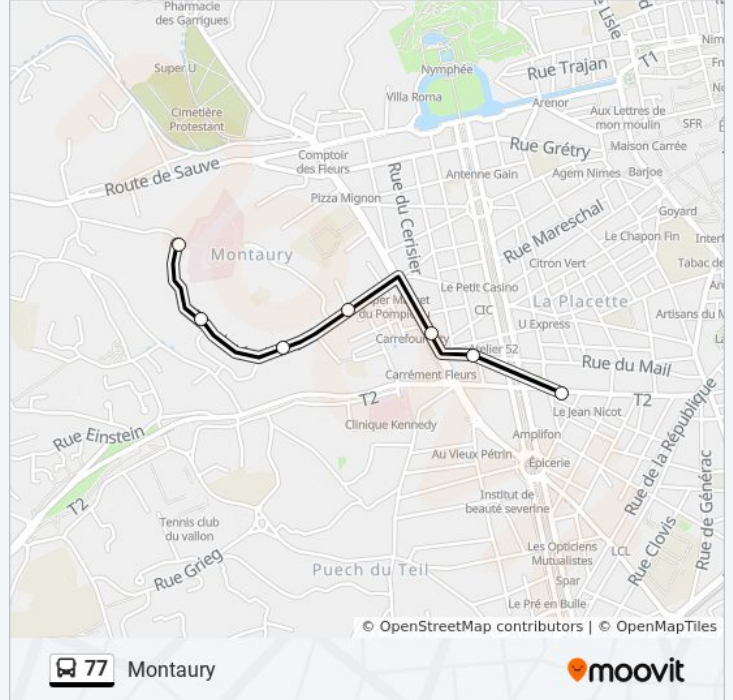 Pharmacie
des Garrigues
de Lisle
T1
Nim
Super U
Nymphée
Rue Trajan
Villa Roma
Arenor
Cimetière
Protestant
Aux Lettres de
mon moulin
SFR
Rue Grétry
Maison Carrée
Comptoir
des Fleurs
Route de Sauve
Rue du Cerisier
Antenne Gain
Agem Nimes
Barjoe
Pizza Mignon
Rue Mareschal
Goyard
Le Chapon Fin
Interf
Montaury
Citron Vert
Tabac de
Le Petit Casino
La Placette
CIC
U Express
Artisans du M
Carrefour
Atelier 52
Rue du Mail
Carrément Fleurs
T2
T2
Le Jean Nicot
Clinique Kennedy
Rue de la République
Rue Einstein
Amplifon
Au Vieux Pétrin
Épicerie
T2
Institut de
beauté severine
Rue de Générac
Tennis club
du vallon
Rue Clovis
Les Opticiens
Mutualistes
LCL
Rue Grieg
Puech du Teil
Spar
Le Pré en Bulle
© OpenStreetMap contributors | © OpenMapTiles
77 Montaury
moovit